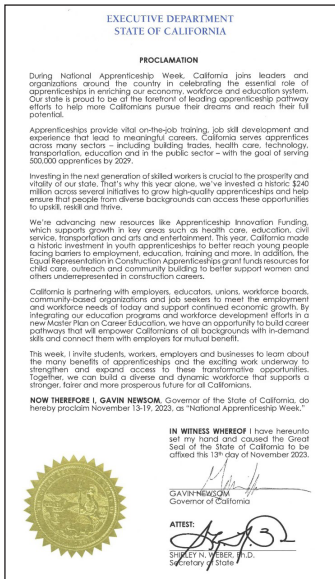 EXECUTIVE DEPARTMENT
STATE OF CALIFORNIA
PROCLAMATION
During National Apprenticeship Week, California joins leaders and
organizations around the country in celebrating the essential role of
apprenticeships in enriching our economy, workforce and education system.
Our state is proud to be at the forefront of leading apprenticeship pathway
efforts to help more Californians pursue their dreams and reach their full
potential.
Apprenticeships provide vital on-the-job training, job skill development and
experience that lead to meaningful careers. California serves apprentices
across many sectors – including building trades, health care, technology,
transportation, education and in the public sector – with the goal of serving
500,000 apprentices by 2029.
Investing in the next generation of skilled workers is crucial to the prosperity and
vitality of our state. That's why this year alone, we've invested a historic $240
million across several initiatives to grow high-quality apprenticeships and help
ensure that people from diverse backgrounds can access these opportunities
to upskill, reskill and thrive.
We're advancing new resources like Apprenticeship Innovation Funding,
which supports growth in key areas such as health care, education, civil
service, transportation and arts and entertainment. This year, California made
a historic investment in youth apprenticeships to better reach young people
facing barriers to employment, education, training and more. In addition, the
Equal Representation in Construction Apprenticeships grant funds resources for
child care, outreach and community building to better support women and
others underrepresented in construction careers.
California is partnering with employers, educators, unions, workforce boards,
community-based organizations and job seekers to meet the employment
and workforce needs of today and support continued economic growth. By
integrating our education programs and workforce development efforts in a
new Master Plan on Career Education, we have an opportunity to build career
pathways that will empower Californians of all backgrounds with in-demand
skills and connect them with employers for mutual benefit.
This week, I invite students, workers, employers and businesses to learn about
the many benefits of apprenticeships and the exciting work underway to
strengthen and expand access to these transformative opportunities.
Together, we can build a diverse and dynamic workforce that supports a
stronger, fairer and more prosperous future for all Californians.
NOW THEREFORE I, GAVIN NEWSOM, Governor of the State of California, do
hereby proclaim November 13-19, 2023, as "National Apprenticeship Week."
IN WITNESS WHEREOF I have hereunto
set my hand and caused the Great
Seal of the State of California to be
affixed this 13th day of November 2023.
GAVIN NEWSOM
Governor of California
ATTEST:
SHIRLEY N. WEBER, Ph.D.
Secretary of State